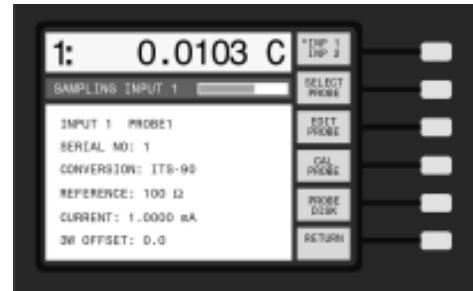 1: 0.0103 C
SAMPLING INPUT 1
INPUT 1 PROBE1
SERIAL NO: 1
CONVERSION: ITS-90
REFERENCE: 100 Ω
CURRENT: 1.0000 mA
3W OFFSET: 0.0
*INP 1
INP 2
SELECT
PROBE
EDIT
PROBE
CAL
PROBE
PROBE
DISK
RETURN